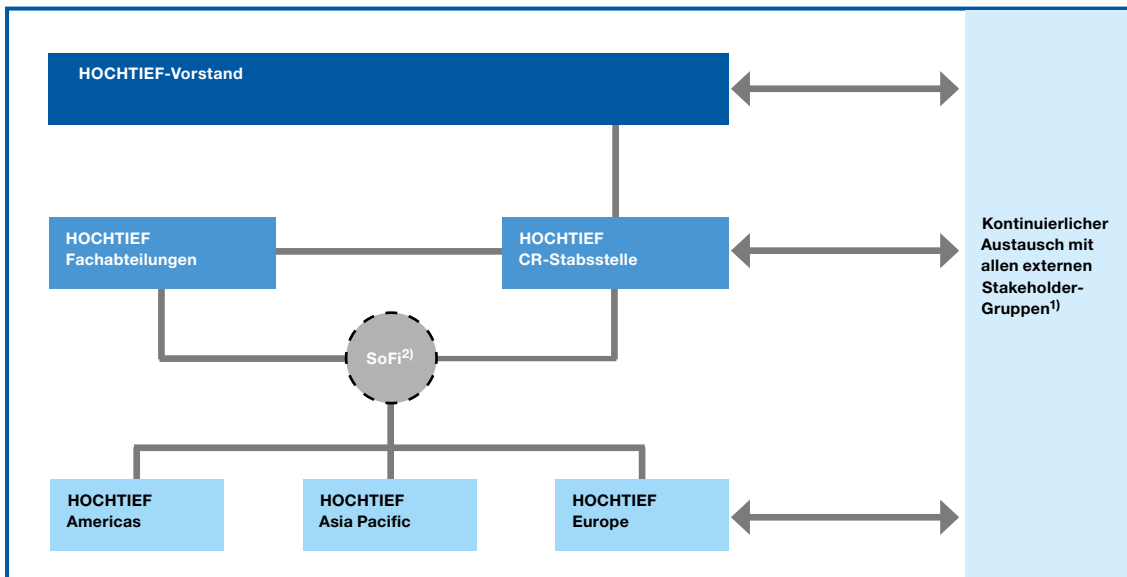 HOCHTIEF-Vorstand
HOCHTIEF
Fachabteilungen
HOCHTIEF
CR-Stabsstelle
Kontinuierlicher
Austausch mit
allen externen
Stakeholder-
Gruppen1)
SoFi2)
HOCHTIEF
Americas
HOCHTIEF
Asia Pacific
HOCHTIEF
Europe